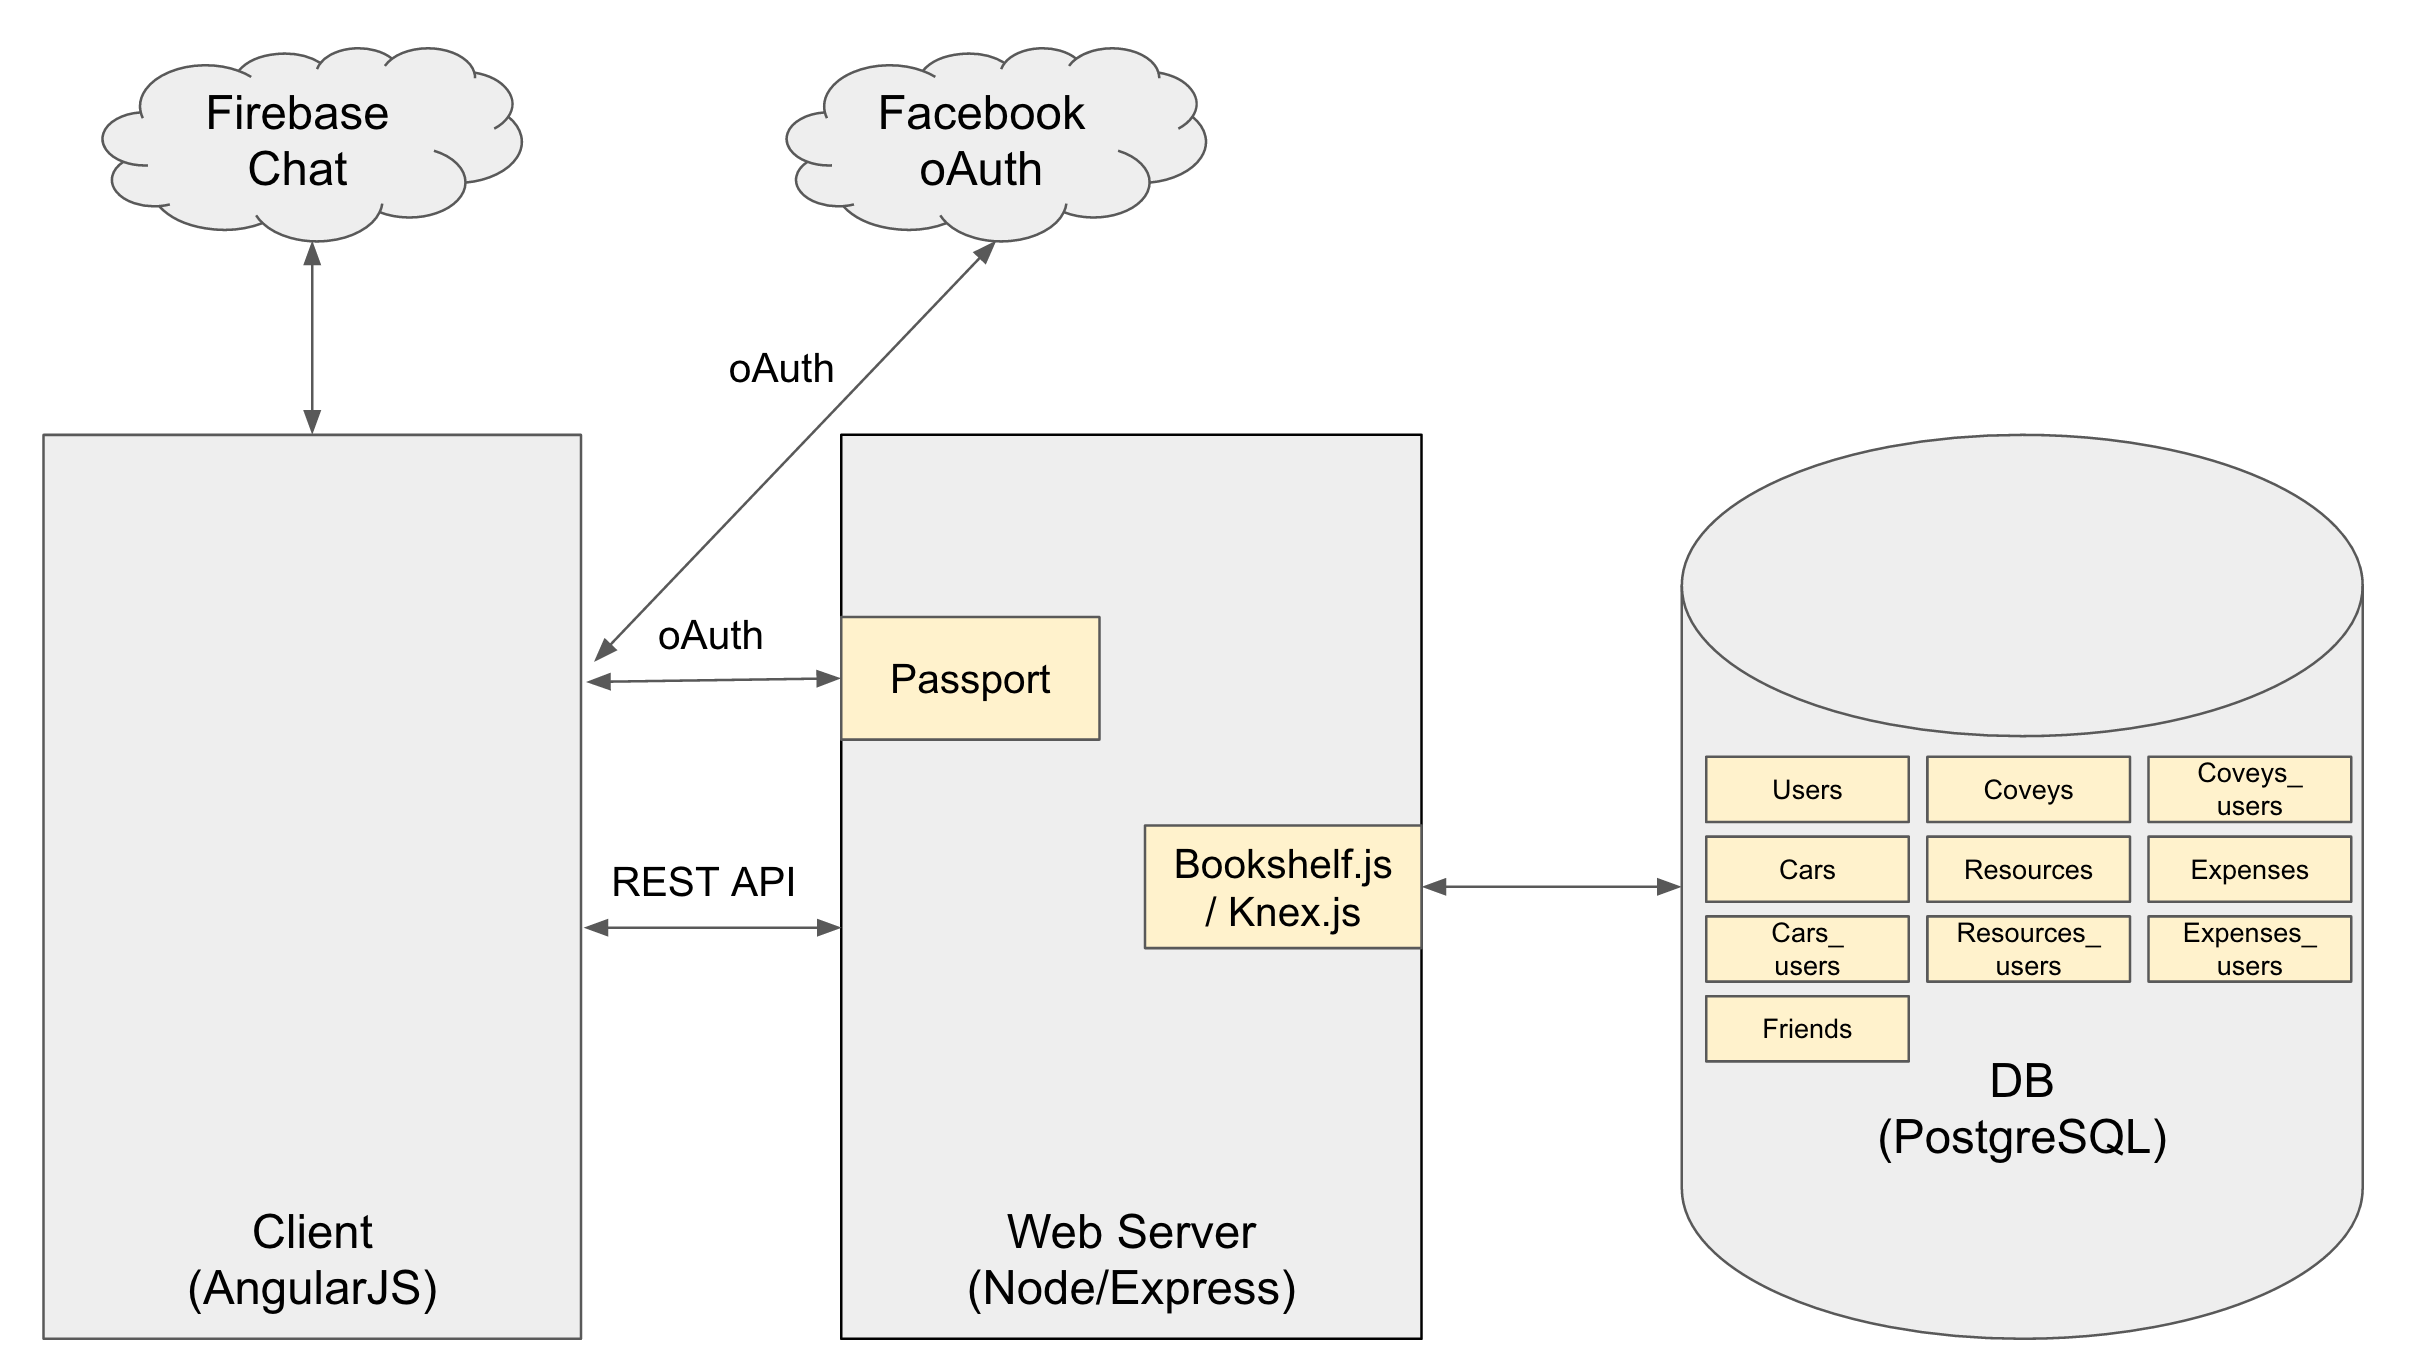 Firebase
Chat
Facebook
oAuth
oAuth
oAuth
Passport
REST API
Bookshelf.js
/ Knex.js
Users
Coveys
Coveys_
users
Cars
Resources
Expenses
Cars_
users
Resources_
users
Expenses_
users
Friends
DB
(PostgreSQL)
Client
(AngularJS)
Web Server
(Node/Express)